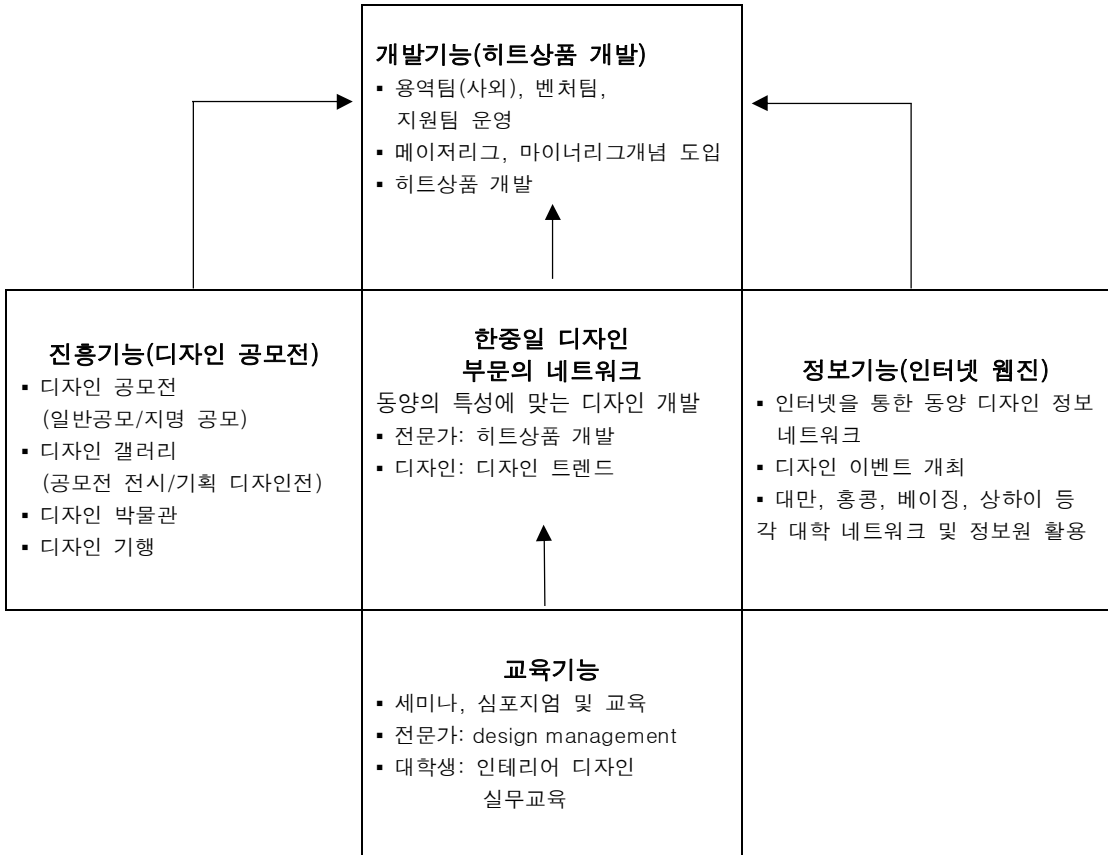 개발기능(히트상품 개발)
▪ 용역팀(사외), 벤처팀,
지원팀 운영
▪ 메이저리그, 마이너리그개념 도입
▪ 히트상품 개발
진흥기능(디자인 공모전)
▪ 디자인 공모전
(일반공모/지명 공모)
▪ 디자인 갤러리
(공모전 전시/기획 디자인전)
▪ 디자인 박물관
▪ 디자인 기행
한중일 디자인
부문의 네트워크
동양의 특성에 맞는 디자인 개발
▪ 전문가: 히트상품 개발
▪ 디자인: 디자인 트렌드
정보기능(인터넷 웹진)
▪ 인터넷을 통한 동양 디자인 정보
네트워크
▪ 디자인 이벤트 개최
▪ 대만, 홍콩, 베이징, 상하이 등
각 대학 네트워크 및 정보원 활용
교육기능
▪ 세미나, 심포지엄 및 교육
▪ 전문가: design management
▪ 대학생: 인테리어 디자인
실무교육